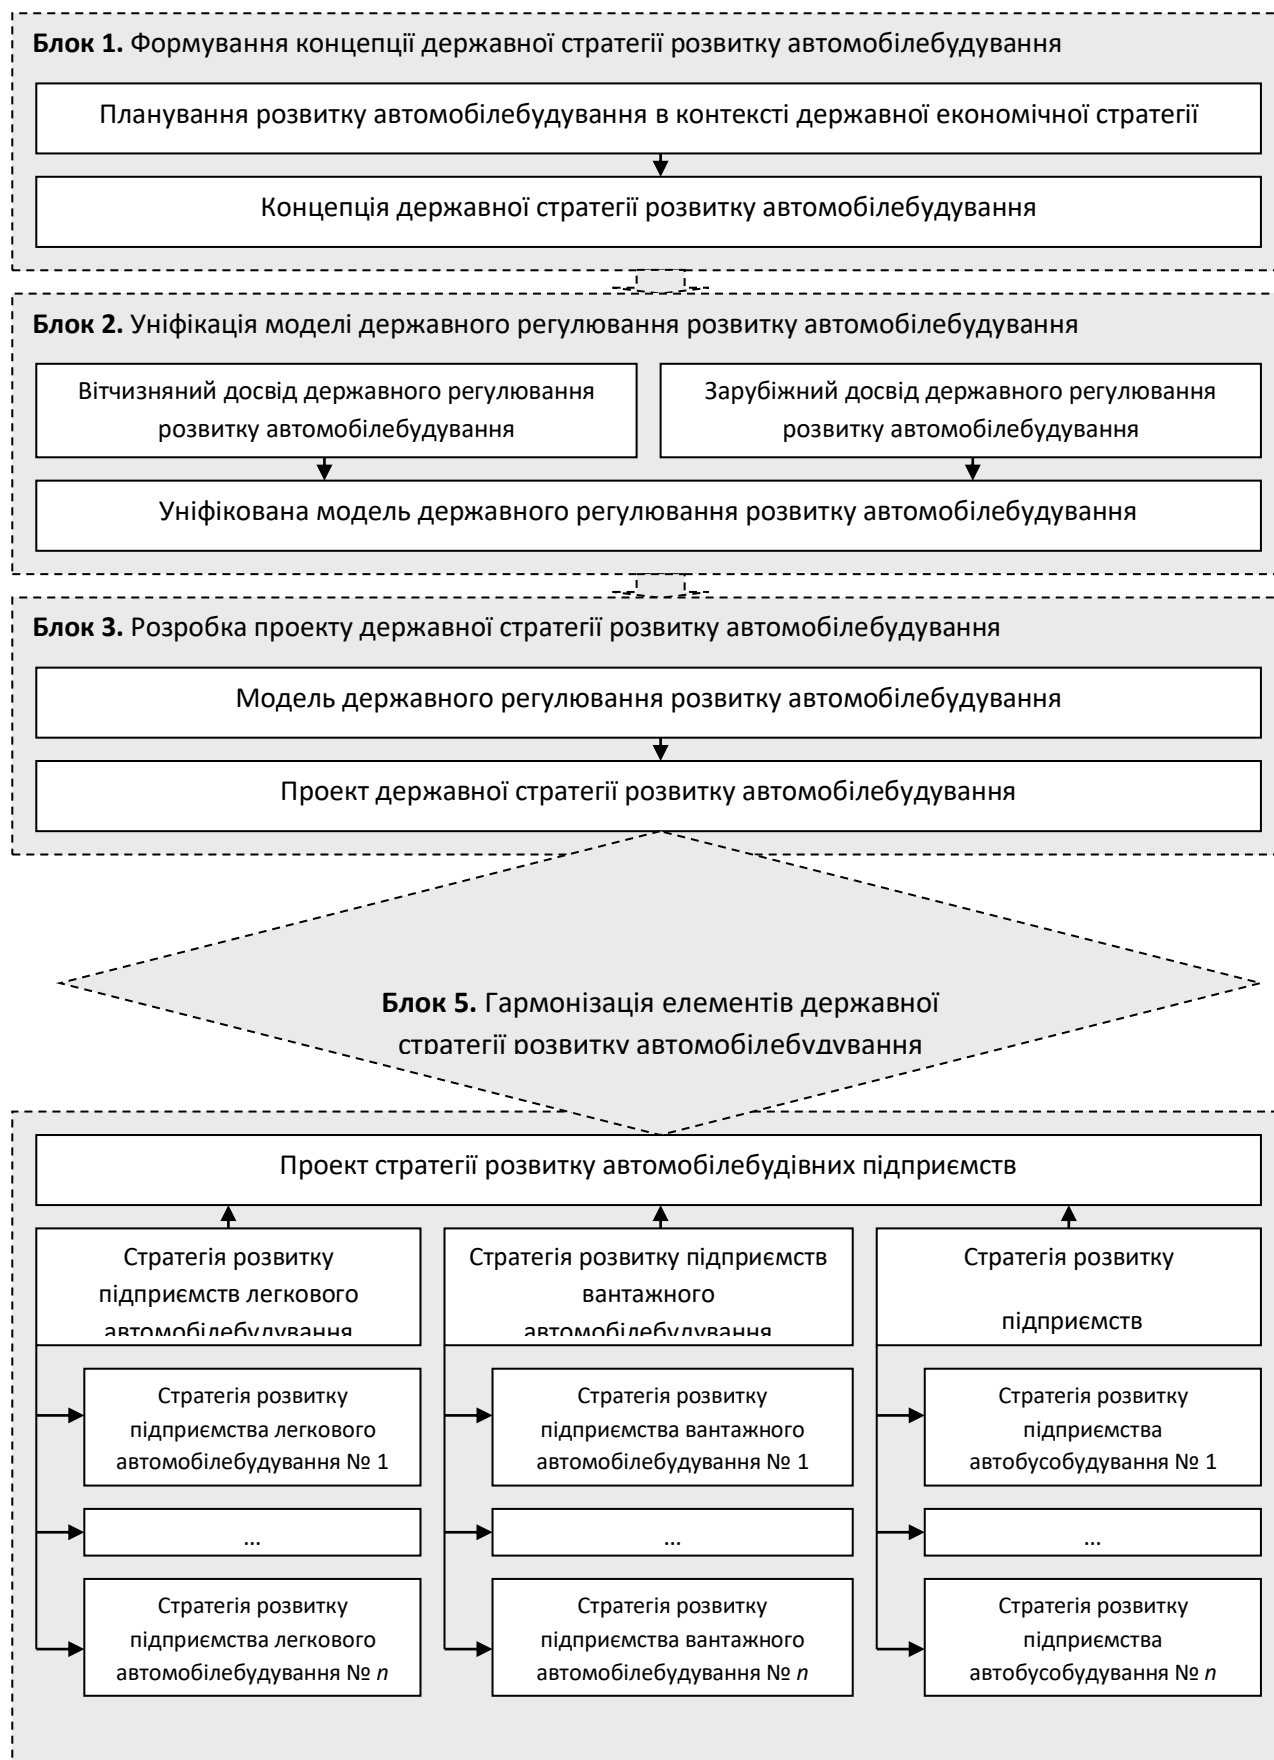 Блок 1. Формування концепції державної стратегії розвитку автомобілебудування
Планування розвитку автомобілебудування в контексті державної економічної стратегії
Концепція державної стратегії розвитку автомобілебудування
Блок 2. Уніфікація моделі державного регулювання розвитку автомобілебудування
Вітчизняний досвід державного регулювання
розвитку автомобілебудування
Зарубіжний досвід державного регулювання
розвитку автомобілебудування
Уніфікована модель державного регулювання розвитку автомобілебудування
Блок 3. Розробка проекту державної стратегії розвитку автомобілебудування
Модель державного регулювання розвитку автомобілебудування
Проект державної стратегії розвитку автомобілебудування
Блок 5. Гармонізація елементів державної
стратегії розвитку автомобілебудування
Проект стратегії розвитку автомобілебудівних підприємств
Стратегія розвитку
підприємств легкового
автомобілебудування
Стратегія розвитку підприємств
вантажного
автомобілебудування
Стратегія розвитку
підприємств
Стратегія розвитку
підприємства легкового
автомобілебудування № 1
Стратегія розвитку
підприємства вантажного
автомобілебудування № 1
Стратегія розвитку
підприємства
автобусобудування № 1
...
...
...
Стратегія розвитку
підприємства легкового
автомобілебудування № n
Стратегія розвитку
підприємства вантажного
автомобілебудування № n
Стратегія розвитку
підприємства
автобусобудування № n